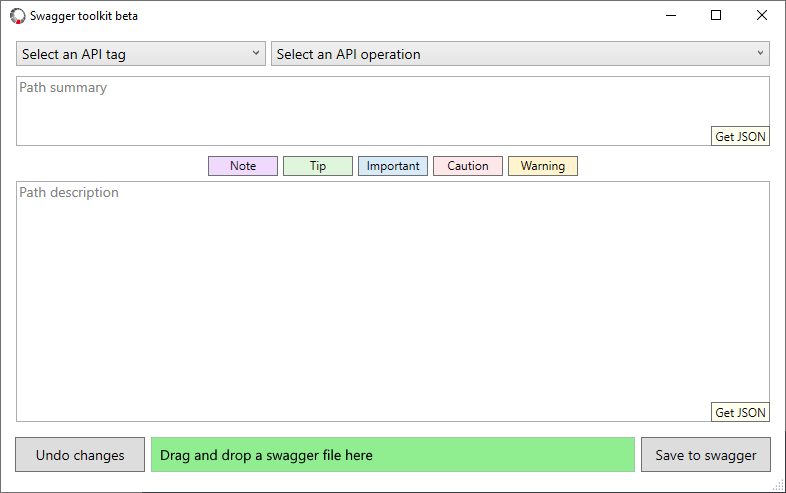 Swagger toolkit beta
Select an API tag
Select an API operation
Path summary
Get JSON
Note
Tip
Important
Caution
Warning
Path description
Get JSON
Undo changes
Drag and drop a swagger file here
Save to swagger